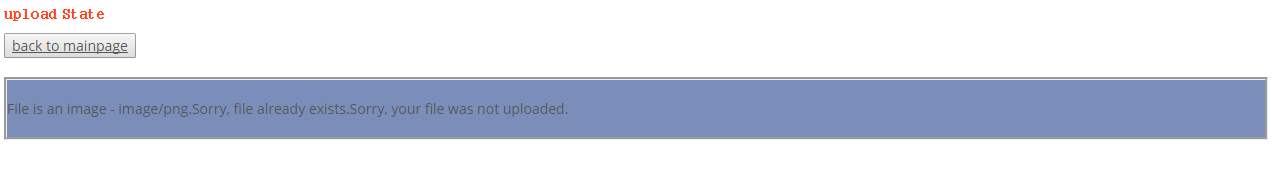 upload State
back to mainpage
File is an image - image/png.Sorry, file already exists.Sorry, your file was not uploaded.